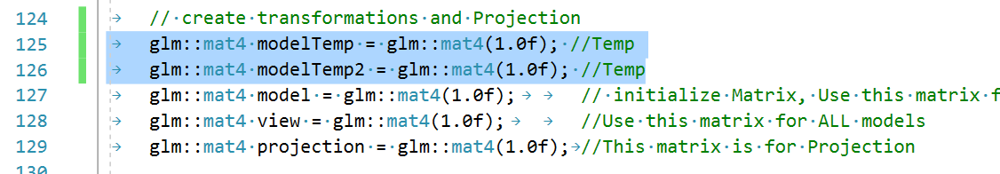 124 // create transformations and Projection
125 glm::mat4 modelTemp = glm::mat4(1.0f); //Temp
126 glm::mat4 modelTemp2 = glm::mat4(1.0f); //Temp
127 glm::mat4 model = glm::mat4(1.0f); // initialize Matrix, Use this matrix f
128 glm::mat4 view = glm::mat4(1.0f); //Use this matrix for ALL models
129 glm::mat4 projection = glm::mat4(1.0f); //This matrix is for Projection
130